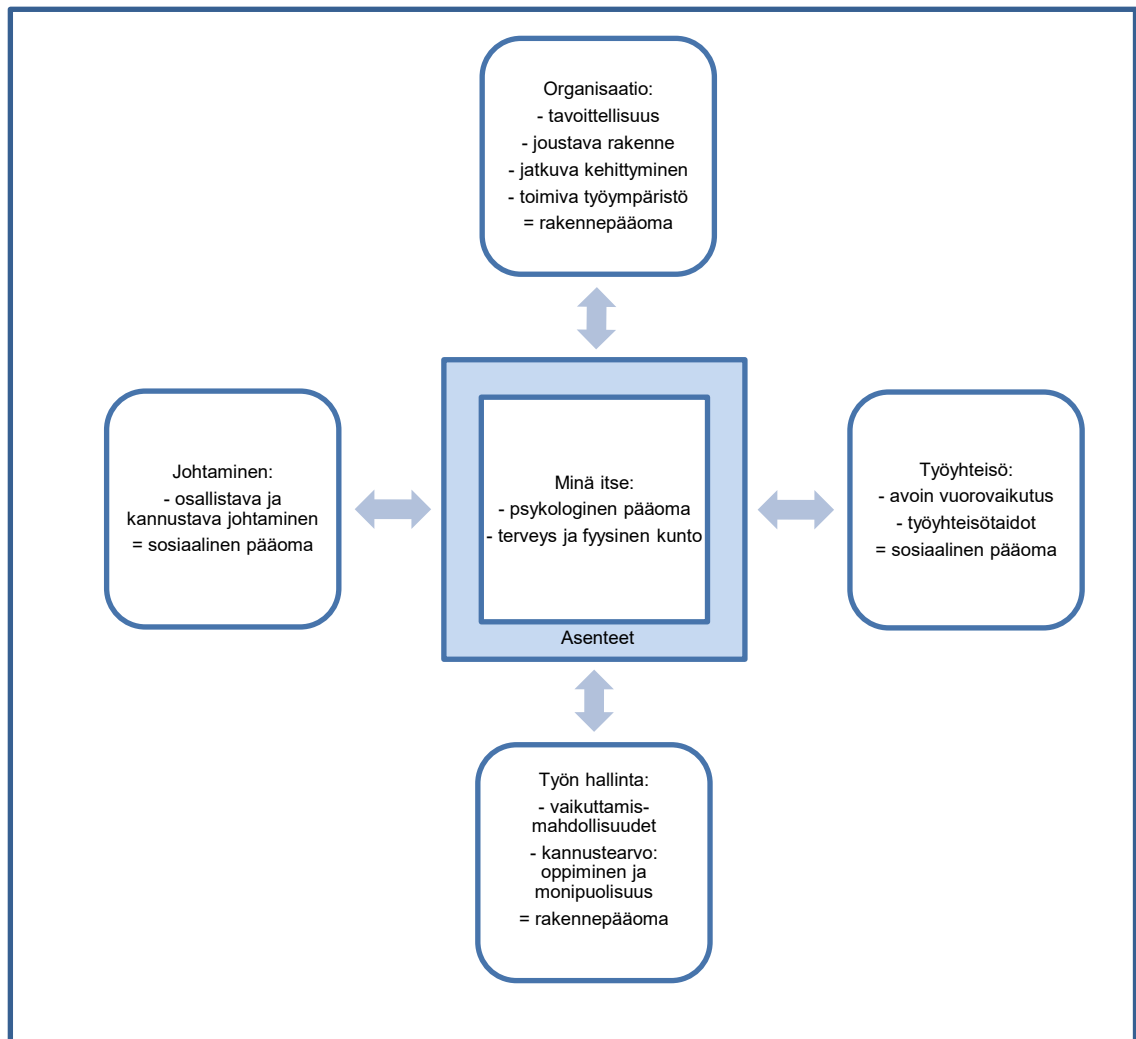 Organisaatio:
- tavoittellisuus
- joustava rakenne
- jatkuva kehittyminen
- toimiva työympäristö
= rakennepääoma
Johtaminen:
- osallistava ja
kannustava johtaminen
= sosiaalinen pääoma
Minä itse:
- psykologinen pääoma
- terveys ja fyysinen kunto
Asenteet
Työyhteisö:
- avoin vuorovaikutus
- työyhteisötaidot
= sosiaalinen pääoma
Työn hallinta:
- vaikuttamis-
mahdollisuudet
- kannustearvo:
oppiminen ja
monipuolisuus
= rakennepääoma